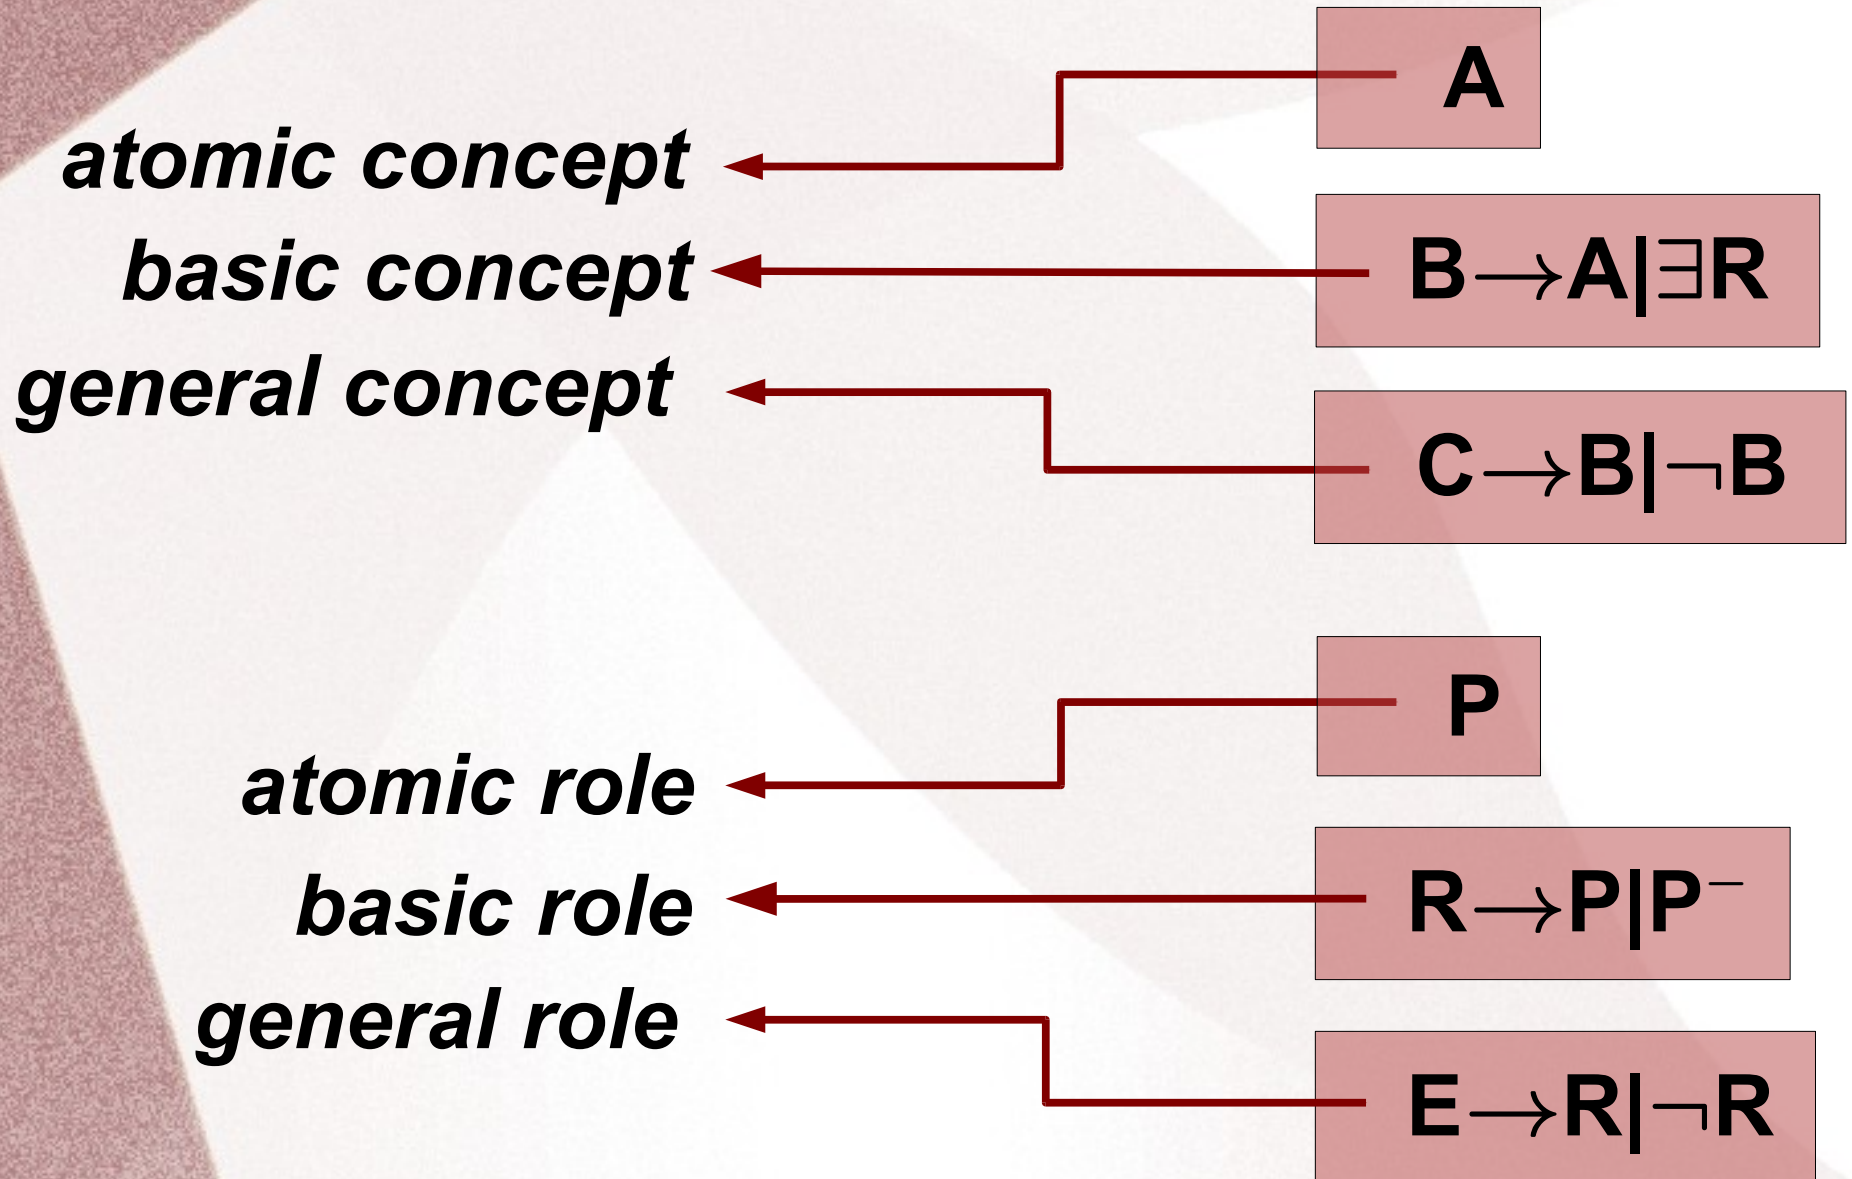 atomic concept
A
basic concept
B→A|∃R
general concept
C→B|¬B
atomic role
P
basic role
R→P|P⁻
general role
E→R|¬R